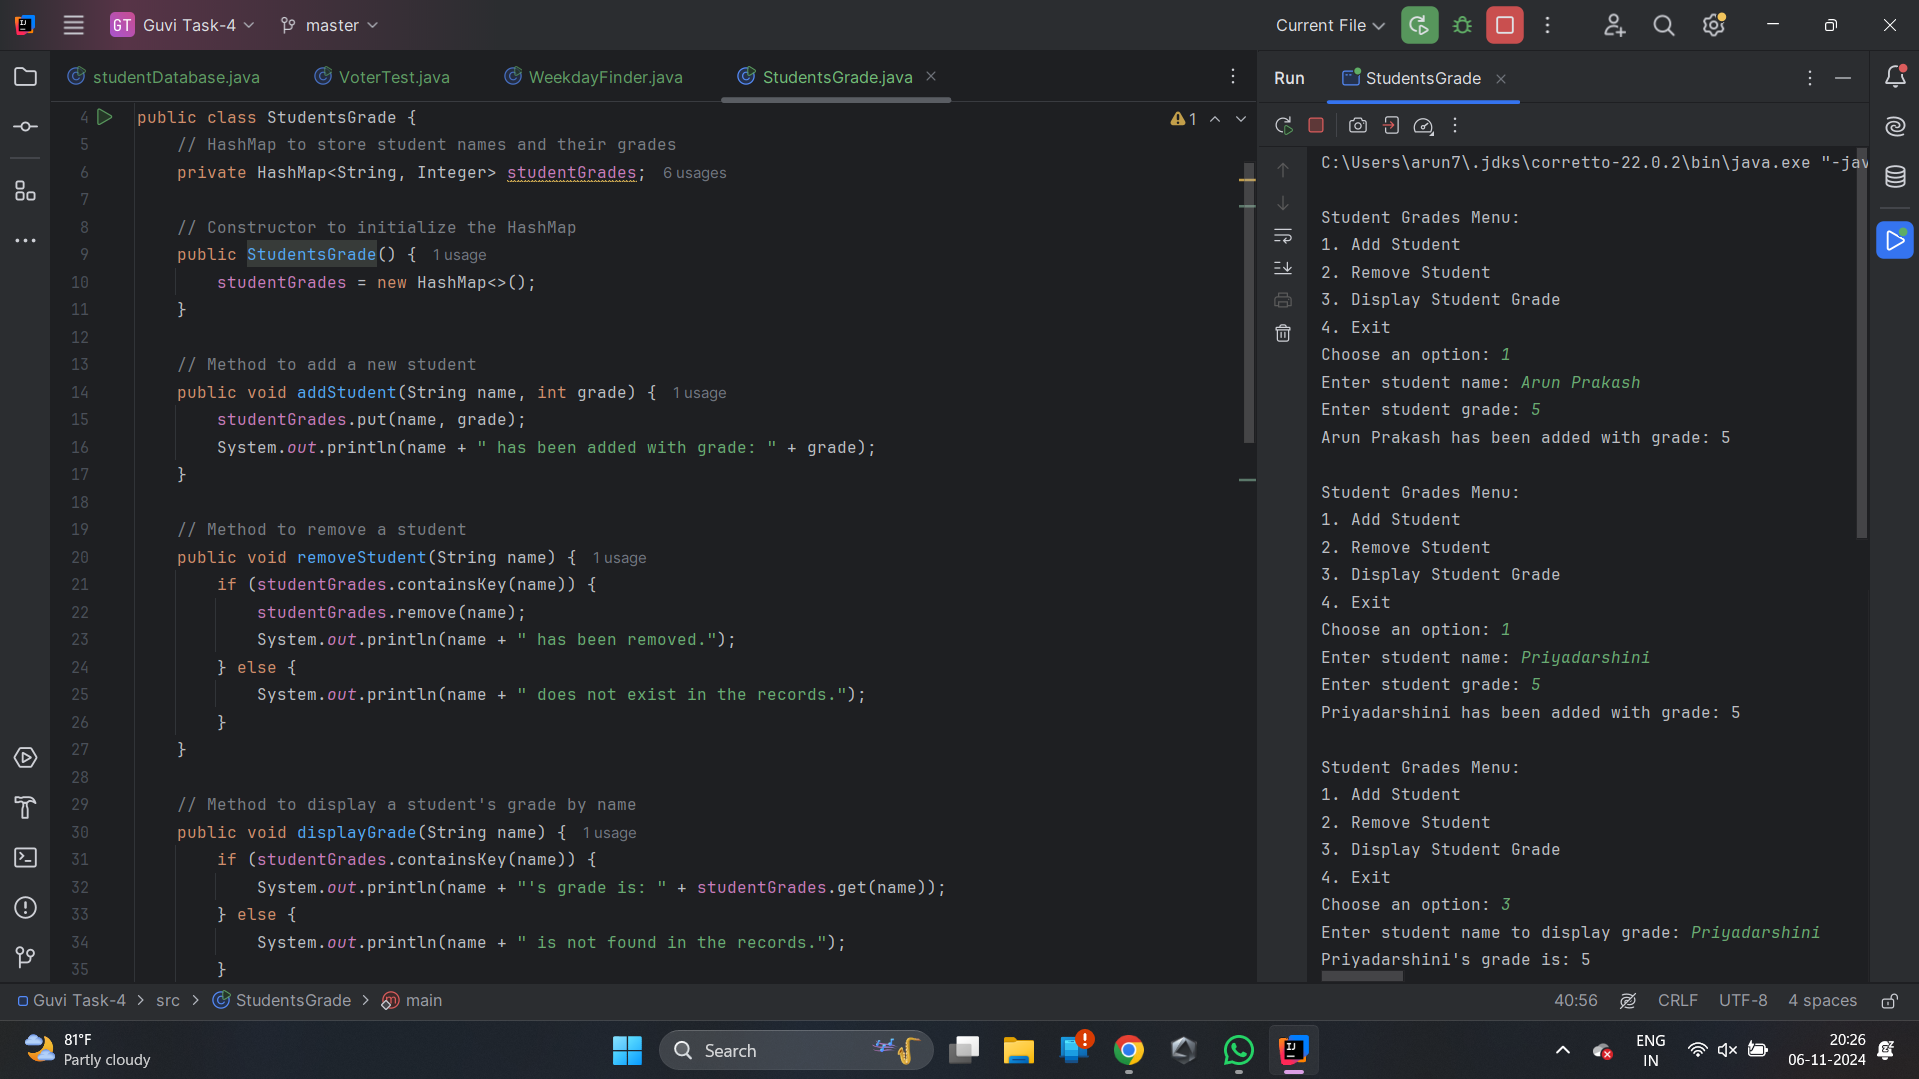 GT Guvi Task-4 master Current File
studentDatabase.java VoterTest.java WeekdayFinder.java StudentsGrade.java
4 public class StudentsGrade { 1
5 // HashMap to store student names and their grades
6 private HashMap<String, Integer> studentGrades; 6 usages
7
8 // Constructor to initialize the HashMap
9 public StudentsGrade() { 1 usage
10 studentGrades = new HashMap<>();
11 }
12
13 // Method to add a new student
14 public void addStudent(String name, int grade) { 1 usage
15 studentGrades.put(name, grade);
16 System.out.println(name + " has been added with grade: " + grade);
17 }
18
19 // Method to remove a student
20 public void removeStudent(String name) { 1 usage
21 if (studentGrades.containsKey(name)) {
22 studentGrades.remove(name);
23 System.out.println(name + " has been removed.");
24 } else {
25 System.out.println(name + " does not exist in the records.");
26 }
27 }
28
29 // Method to display a student's grade by name
30 public void displayGrade(String name) { 1 usage
31 if (studentGrades.containsKey(name)) {
32 System.out.println(name + "'s grade is: " + studentGrades.get(name));
33 } else {
34 System.out.println(name + " is not found in the records.");
35 }
Run StudentsGrade
C:\Users\arun7\.jdks\corretto-22.0.2\bin\java.exe "-jav
Student Grades Menu:
1. Add Student
2. Remove Student
3. Display Student Grade
4. Exit
Choose an option: 1
Enter student name: Arun Prakash
Enter student grade: 5
Arun Prakash has been added with grade: 5
Student Grades Menu:
1. Add Student
2. Remove Student
3. Display Student Grade
4. Exit
Choose an option: 1
Enter student name: Priyadarshini
Enter student grade: 5
Priyadarshini has been added with grade: 5
Student Grades Menu:
1. Add Student
2. Remove Student
3. Display Student Grade
4. Exit
Choose an option: 3
Enter student name to display grade: Priyadarshini
Priyadarshini's grade is: 5
Guvi Task-4 > src > StudentsGrade > main 40:56 CRLF UTF-8 4 spaces
81°F
Partly cloudy
Search
ENG
IN
20:26
06-11-2024